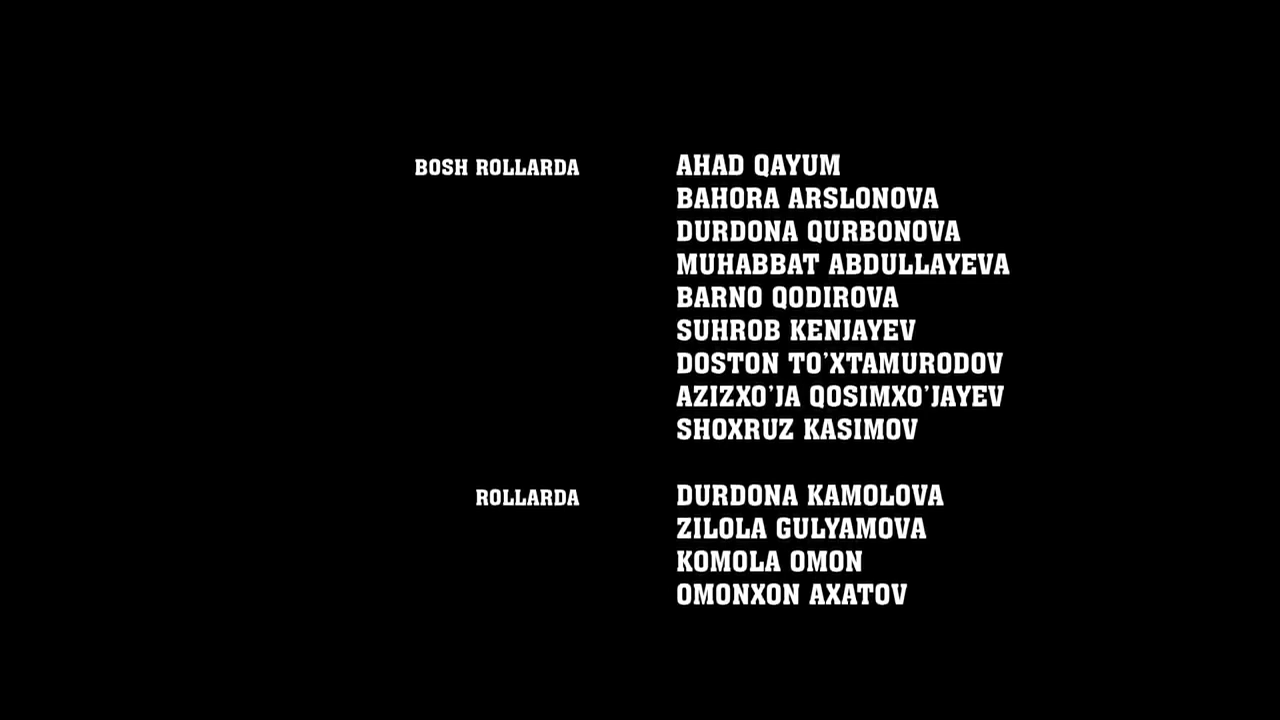 BOSH ROLLARDA AHAD QAYUM
BAHORA ARSLONOVA
DURDONA QURBONOVA
MUHABBAT ABDULLAYEVA
BARNO QODIROVA
SUHROB KENJAYEV
DOSTON TO'XTAMURODOV
AZIZXO'JA QOSIMXO'JAYEV
SHOXRUZ KASIMOV
ROLLARDA DURDONA KAMOLOVA
ZILOLA GULYAMOVA
KOMOLA OMON
OMONXON AXATOV